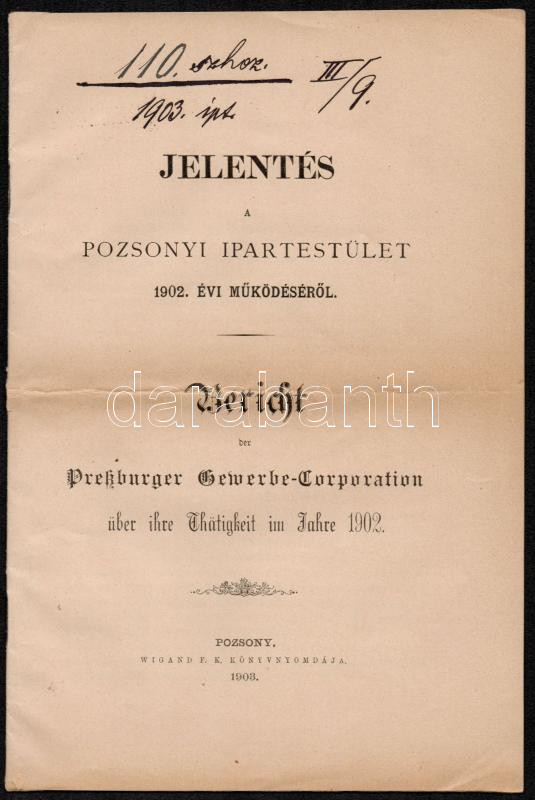 110. szhoz. III/9.
1903. ipt.
JELENTÉS
A
POZSONYI IPARTESTÜLET
1902. ÉVI MŰKÖDÉSÉRŐL.
Bericht
darabanth
der
Preßburger Gewerbe-Corporation
über ihre Thätigkeit im Jahre 1902.
POZSONY,
WIGAND F. K. KÖNYVNYOMDÁJA.
1903.